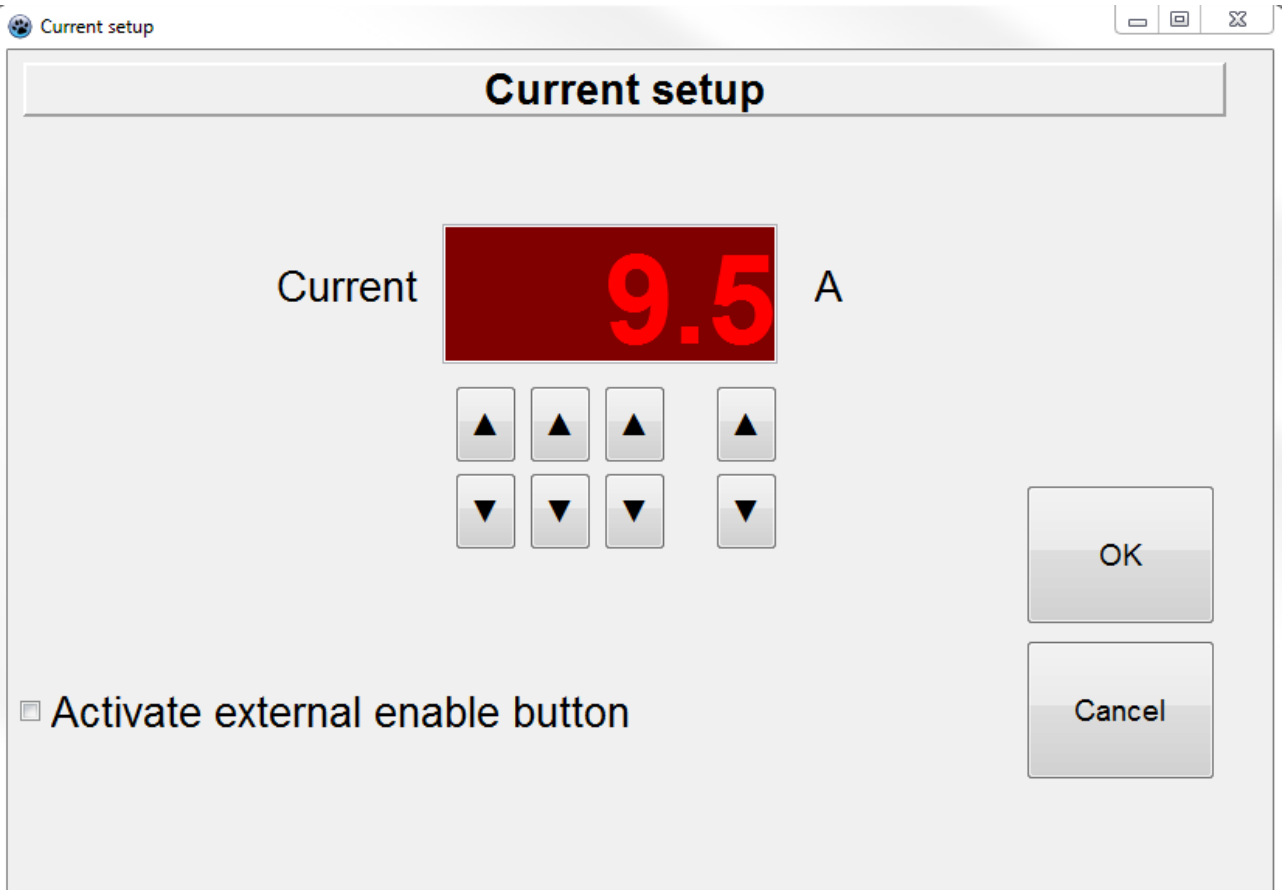 Current setup
Current setup
Current 9.5 A
OK
Cancel
Activate external enable button